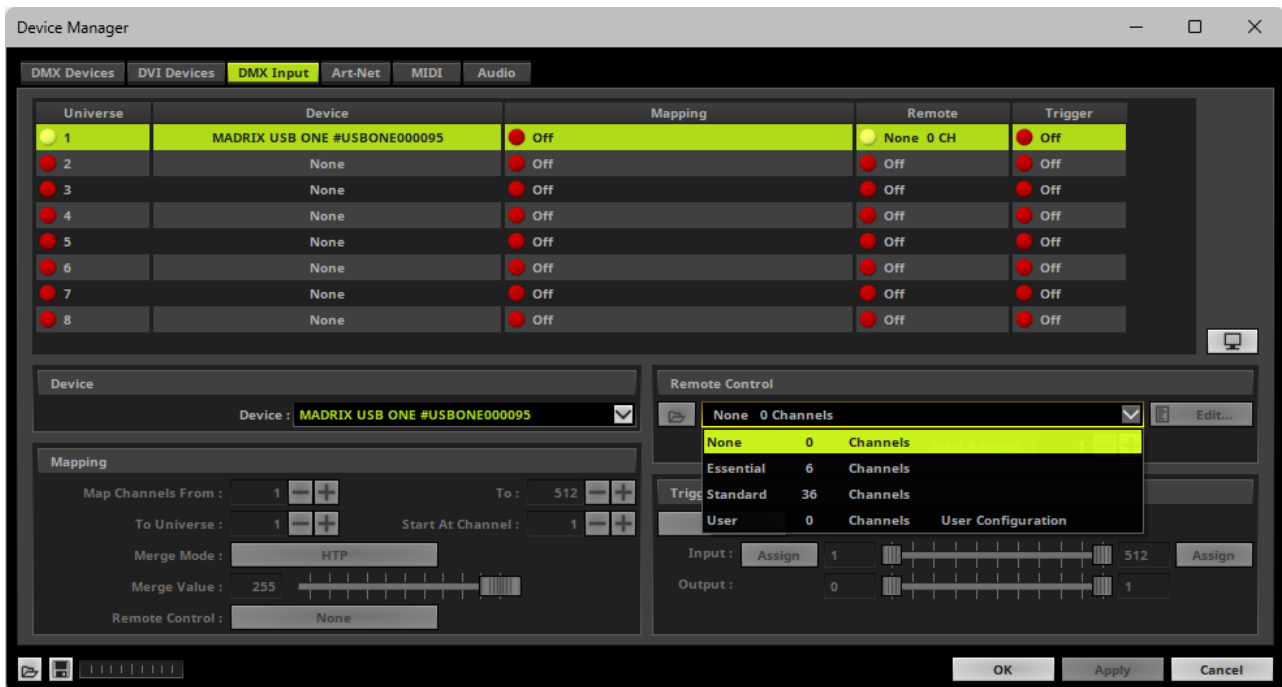 Device Manager
DMX Devices DVI Devices DMX Input Art-Net MIDI Audio
Universe Device Mapping Remote Trigger
1 MADRIX USB ONE #USBONE000095 Off None 0 CH Off
2 None Off Off Off
3 None Off Off Off
4 None Off Off Off
5 None Off Off Off
6 None Off Off Off
7 None Off Off Off
8 None Off Off Off
Device
Device : MADRIX USB ONE #USBONE000095
Remote Control
None 0 Channels Edit...
None 0 Channels Start Address : 1
Essential 6 Channels
Standard 36 Channels
User 0 Channels User Configuration
Mapping
Map Channels From : 1 To : 512
To Universe : 1 Start At Channel : 1
Merge Mode : HTP
Merge Value : 255
Remote Control : None
Input : Assign 1 512 Assign
Output : 0 1
OK Apply Cancel